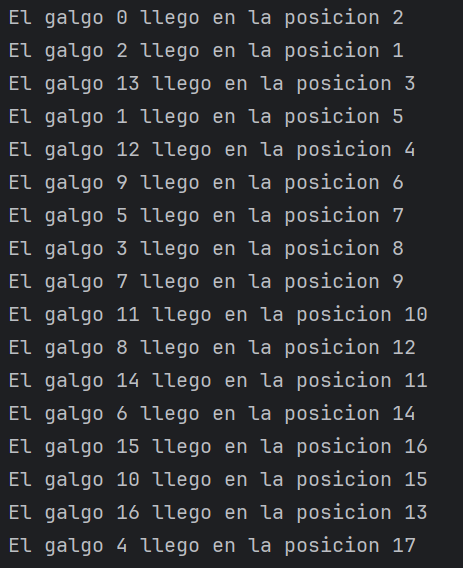 El galgo 0 llego en la posicion 2
El galgo 2 llego en la posicion 1
El galgo 13 llego en la posicion 3
El galgo 1 llego en la posicion 5
El galgo 12 llego en la posicion 4
El galgo 9 llego en la posicion 6
El galgo 5 llego en la posicion 7
El galgo 3 llego en la posicion 8
El galgo 7 llego en la posicion 9
El galgo 11 llego en la posicion 10
El galgo 8 llego en la posicion 12
El galgo 14 llego en la posicion 11
El galgo 6 llego en la posicion 14
El galgo 15 llego en la posicion 16
El galgo 10 llego en la posicion 15
El galgo 16 llego en la posicion 13
El galgo 4 llego en la posicion 17